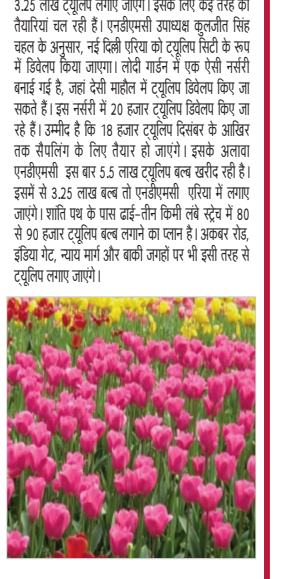 3.25 लाख ट्यूलिप लगाए जाएंगे। इसके लिए कई तरह की
तैयारियां चल रही हैं। एनडीएमसी उपाध्यक्ष कुलजीत सिंह
चहल के अनुसार, नई दिल्ली एरिया को ट्यूलिप सिटी के रूप
में डिवेलप किया जाएगा। लोदी गार्डन में एक ऐसी नर्सरी
बनाई गई है, जहां देसी माहौल में ट्यूलिप डिवेलप किए जा
सकते हैं। इस नर्सरी में 20 हजार ट्यूलिप डिवेलप किए जा
रहे हैं। उम्मीद है कि 18 हजार ट्यूलिप दिसंबर के आखिर
तक सैपलिंग के लिए तैयार हो जाएंगे। इसके अलावा
एनडीएमसी इस बार 5.5 लाख ट्यूलिप बल्ब खरीद रही है।
इसमें से 3.25 लाख बल्ब तो एनडीएमसी एरिया में लगाए
जाएंगे। शांति पथ के पास ढाई-तीन किमी लंबे स्ट्रेच में 80
से 90 हजार ट्यूलिप बल्ब लगाने का प्लान है। अकबर रोड,
इंडिया गेट, न्याय मार्ग और बाकी जगहों पर भी इसी तरह से
ट्यूलिप लगाए जाएंगे।